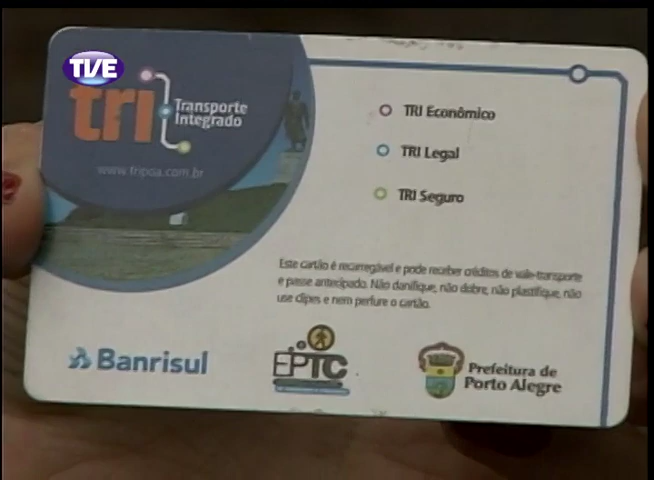 TVE
tri Transporte
Integrado
www.tripoa.com.br
TRI Econômico
TRI Legal
TRI Seguro
Este cartão é recarregável e pode receber créditos de vale-transporte
e passe antecipado. Não danifique, não dobre, não plastifique, não
use clipes e nem perfure o cartão.
Banrisul
EPTC
Prefeitura de
Porto Alegre